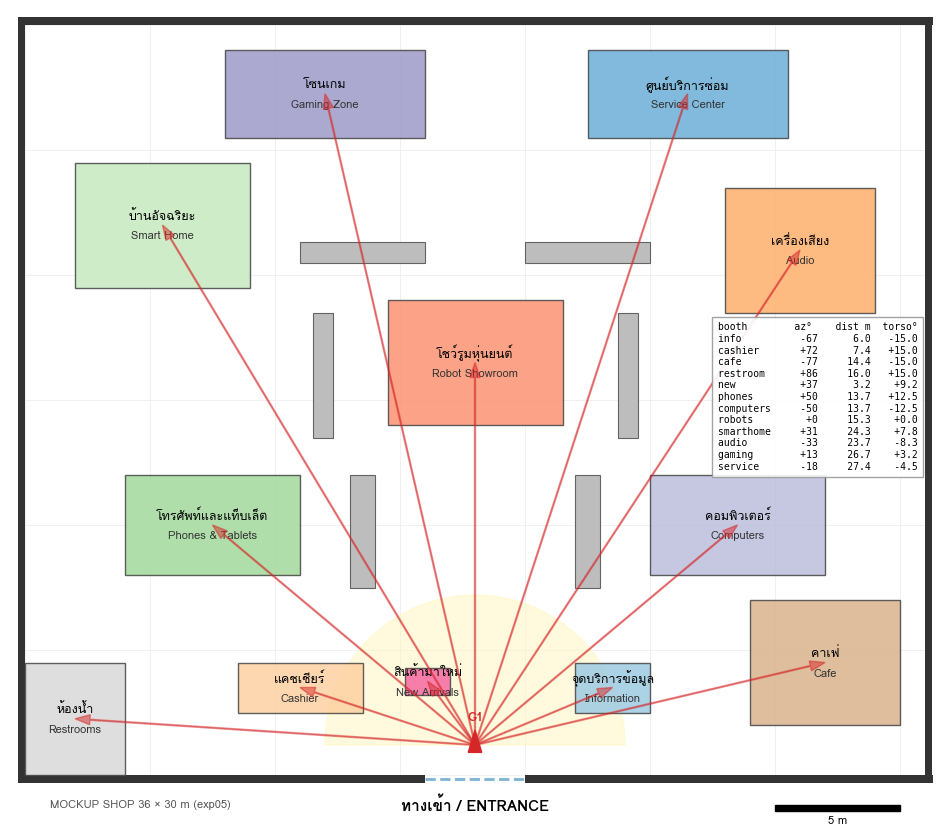 โซนเกม
Gaming Zone
ศูนย์บริการซ่อม
Service Center
บ้านอัจฉริยะ
Smart Home
เครื่องเสียง
Audio
โชว์รูมหุ่นยนต์
Robot Showroom
booth az° dist m torso°
info -67 6.0 -15.0
cashier +72 7.4 +15.0
cafe -77 14.4 -15.0
restroom +86 16.0 +15.0
new +37 3.2 +9.2
phones +50 13.7 +12.5
computers -50 13.7 -12.5
robots +0 15.3 +0.0
smarthome +31 24.3 +7.8
audio -33 23.7 -8.3
gaming +13 26.7 +3.2
service -18 27.4 -4.5
โทรศัพท์และแท็บเล็ต
Phones & Tablets
คอมพิวเตอร์
Computers
คาเฟ่
Cafe
สินค้ามาใหม่
New Arrivals
แคชเชียร์
Cashier
จุดบริการข้อมูล
Information
ห้องน้ำ
Restrooms
G1
MOCKUP SHOP 36 × 30 m (exp05)
ทางเข้า / ENTRANCE
5 m